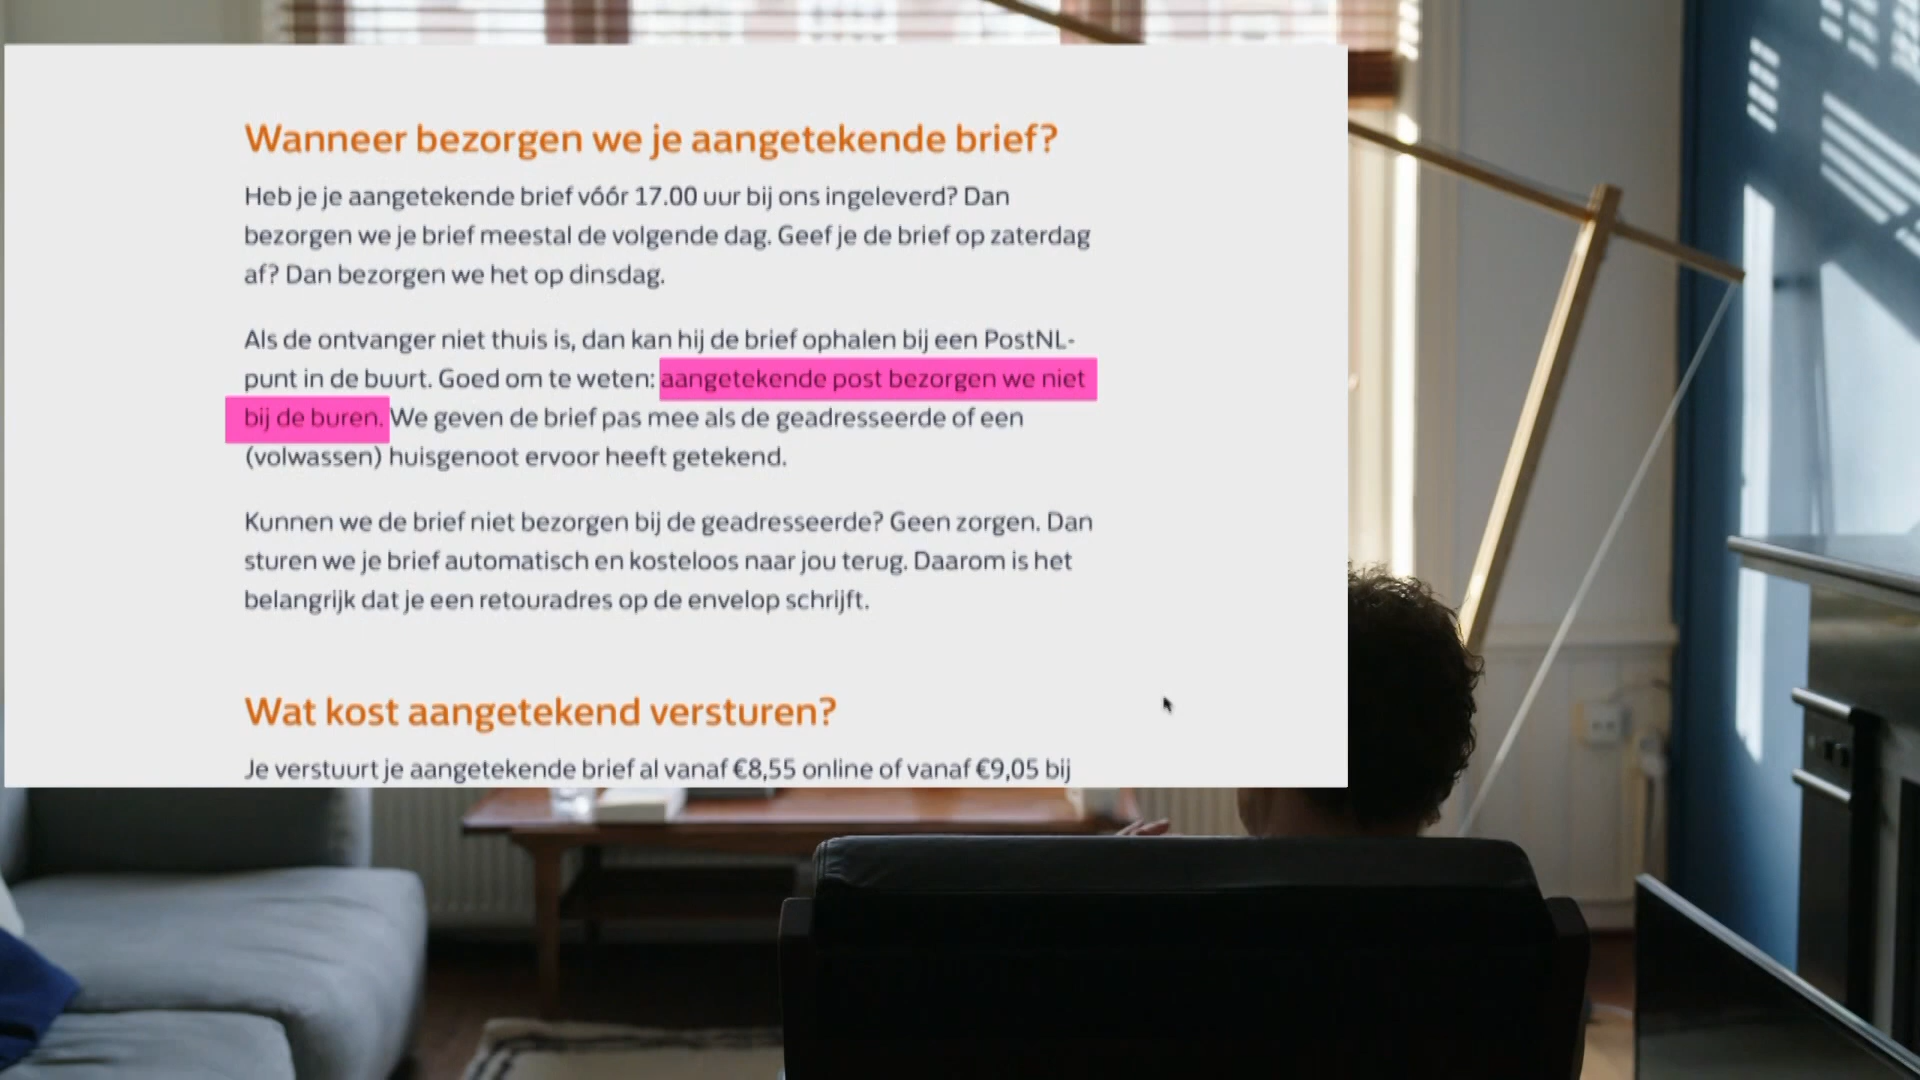 Wanneer bezorgen we je aangetekende brief?
Heb je je aangetekende brief vóór 17.00 uur bij ons ingeleverd? Dan
bezorgen we je brief meestal de volgende dag. Geef je de brief op zaterdag
af? Dan bezorgen we het op dinsdag.
Als de ontvanger niet thuis is, dan kan hij de brief ophalen bij een PostNL-
punt in de buurt. Goed om te weten: aangetekende post bezorgen we niet
bij de buren. We geven de brief pas mee als de geadresseerde of een
(volwassen) huisgenoot ervoor heeft getekend.
Kunnen we de brief niet bezorgen bij de geadresseerde? Geen zorgen. Dan
sturen we je brief automatisch en kosteloos naar jou terug. Daarom is het
belangrijk dat je een retouradres op de envelop schrijft.
Wat kost aangetekend versturen?
Je verstuurt je aangetekende brief al vanaf €8,55 online of vanaf €9,05 bij